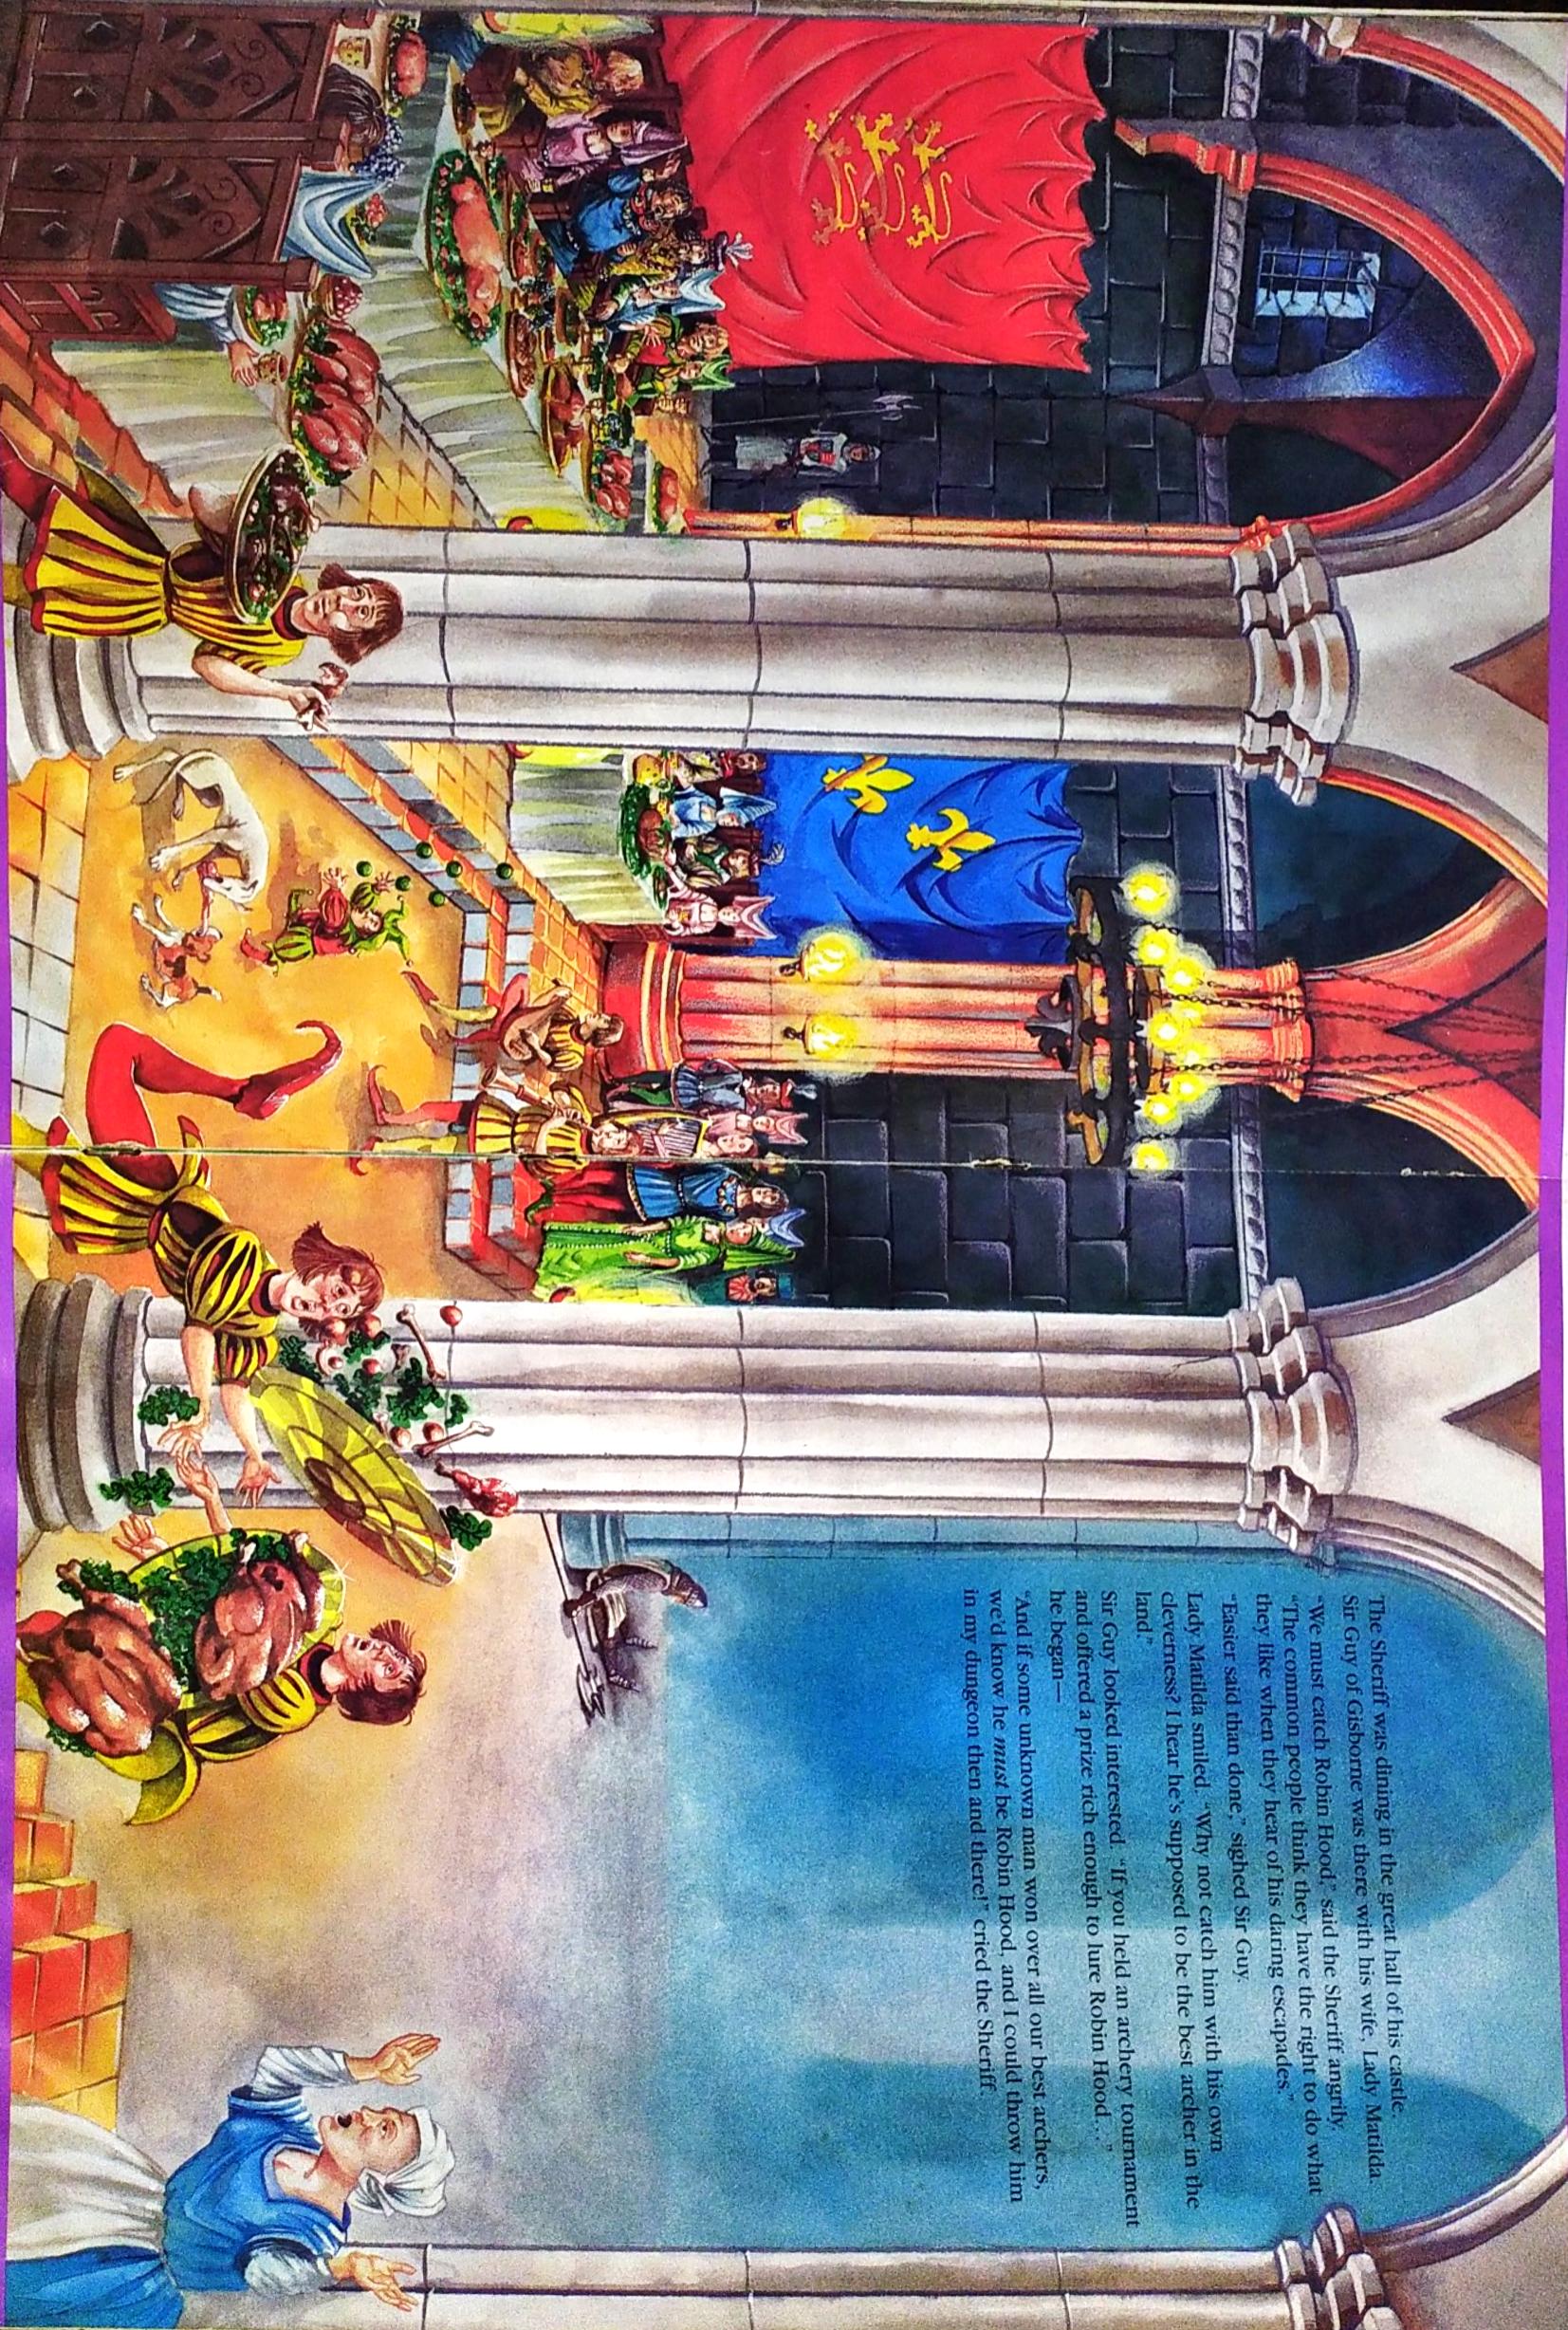 The Sheriff was dining in the great hall of his castle.
Sir Guy of Gisborne was there with his wife, Lady Matilda.
"We must catch Robin Hood," said the Sheriff angrily.
"The common people think they have the right to do what
they like when they hear of his daring escapades."
"Easier said than done," sighed Sir Guy.
Lady Matilda smiled. "Why not catch him with his own
cleverness? I hear he's supposed to be the best archer in the
land."
Sir Guy looked interested. "If you held an archery tournament
and offered a prize rich enough to lure Robin Hood . . ."
he began—
"And if some unknown man won over all our best archers,
we'd know he must be Robin Hood, and I could throw him
in my dungeon then and there!" cried the Sheriff.